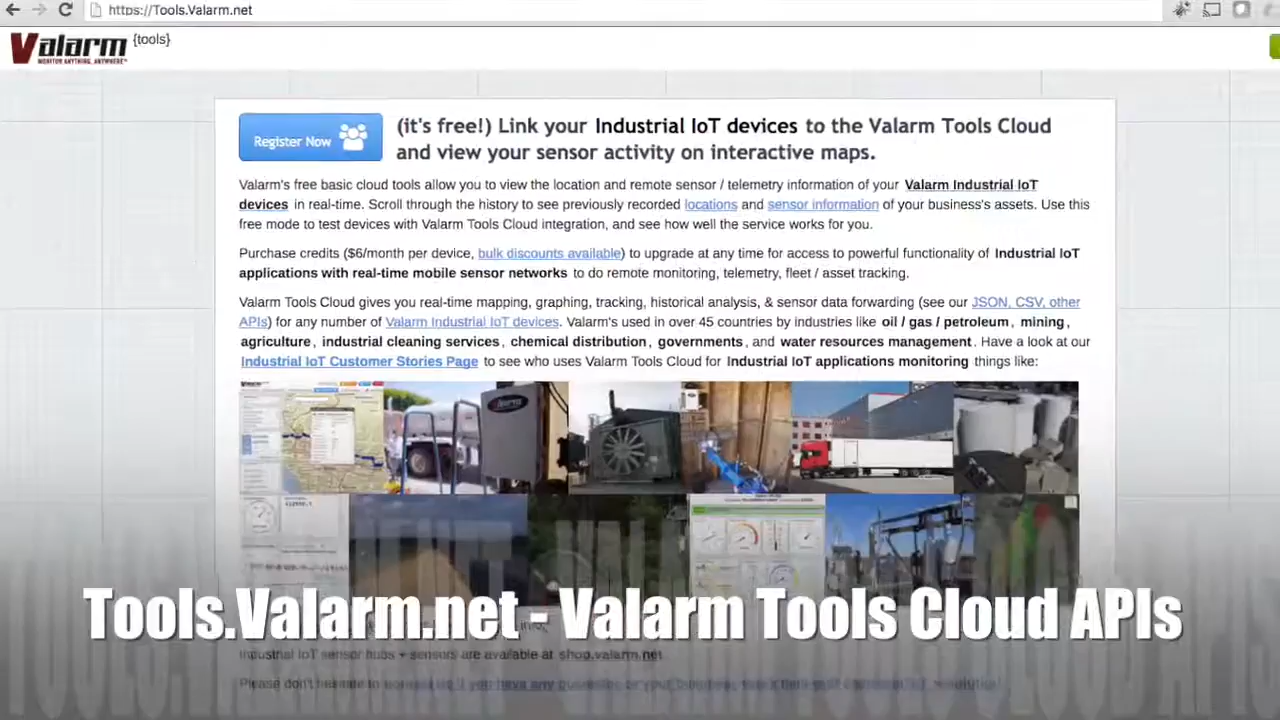 https://Tools.Valarm.net
Valarm {tools}
MONITOR ANYTHING, ANYWHERE
Register Now
(it's free!) Link your Industrial IoT devices to the Valarm Tools Cloud
and view your sensor activity on interactive maps.
Valarm's free basic cloud tools allow you to view the location and remote sensor / telemetry information of your Valarm Industrial IoT
devices in real-time. Scroll through the history to see previously recorded locations and sensor information of your business's assets. Use this
free mode to test devices with Valarm Tools Cloud integration, and see how well the service works for you.
Purchase credits ($6/month per device, bulk discounts available) to upgrade at any time for access to powerful functionality of Industrial IoT
applications with real-time mobile sensor networks to do remote monitoring, telemetry, fleet / asset tracking.
Valarm Tools Cloud gives you real-time mapping, graphing, tracking, historical analysis, & sensor data forwarding (see our JSON, CSV, other
APIs) for any number of Valarm Industrial IoT devices. Valarm's used in over 45 countries by industries like oil / gas / petroleum, mining,
agriculture, industrial cleaning services, chemical distribution, governments, and water resources management. Have a look at our
Industrial IoT Customer Stories Page to see who uses Valarm Tools Cloud for Industrial IoT applications monitoring things like:
Tools.Valarm.net - Valarm Tools Cloud APIs
Industrial IoT sensor hubs + sensors are available at shop.valarm.net
Please don't hesitate to